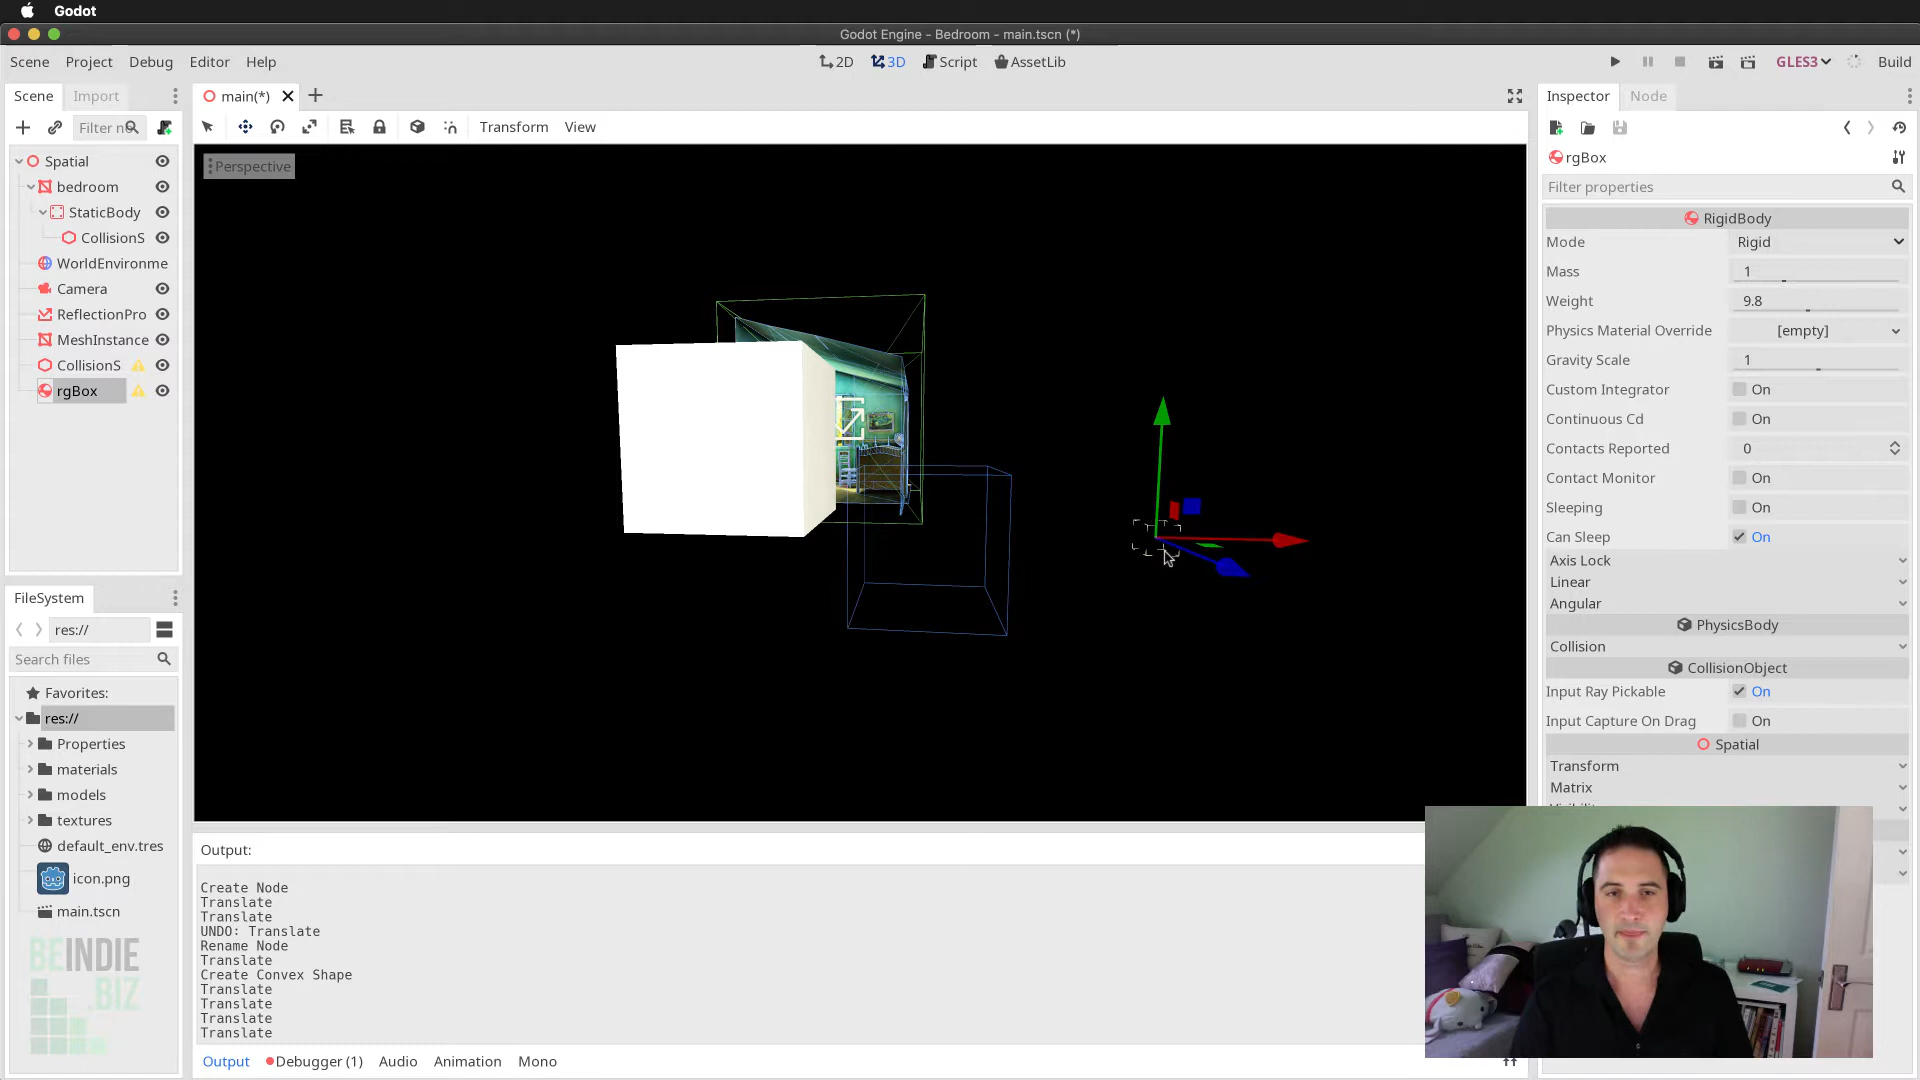 Godot
Godot Engine - Bedroom - main.tscn (*)
Scene Project Debug Editor Help
2D 3D Script AssetLib
GLES3 Build
Scene Import
main(*)
Inspector Node
Filter n
Transform View
rgBox
Perspective
Filter properties
Spatial
bedroom
StaticBody
CollisionS
WorldEnvironme
Camera
ReflectionPro
MeshInstance
CollisionS
rgBox
RigidBody
Mode Rigid
Mass 1
Weight 9.8
Physics Material Override [empty]
Gravity Scale 1
Custom Integrator On
Continuous Cd On
Contacts Reported 0
Contact Monitor On
Sleeping On
Can Sleep On
Axis Lock
Linear
Angular
PhysicsBody
Collision
CollisionObject
Input Ray Pickable On
Input Capture On Drag On
Spatial
Transform
Matrix
FileSystem
res://
Search files
Favorites:
res://
Properties
materials
models
textures
default_env.tres
icon.png
main.tscn
BEINDIE
.BIZ
Output:
Create Node
Translate
Translate
UNDO: Translate
Rename Node
Translate
Create Convex Shape
Translate
Translate
Translate
Translate
Output Debugger (1) Audio Animation Mono